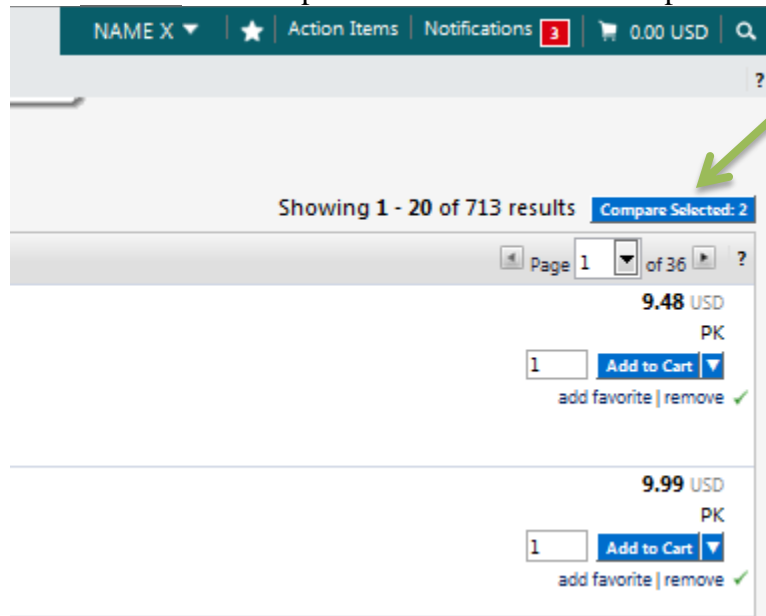 NAME X ▼ ★ Action Items Notifications 3 0.00 USD
?
Showing 1 - 20 of 713 results Compare Selected: 2
Page 1 of 36 ?
9.48 USD
PK
1 Add to Cart
add favorite | remove ✓
9.99 USD
PK
1 Add to Cart
add favorite | remove ✓